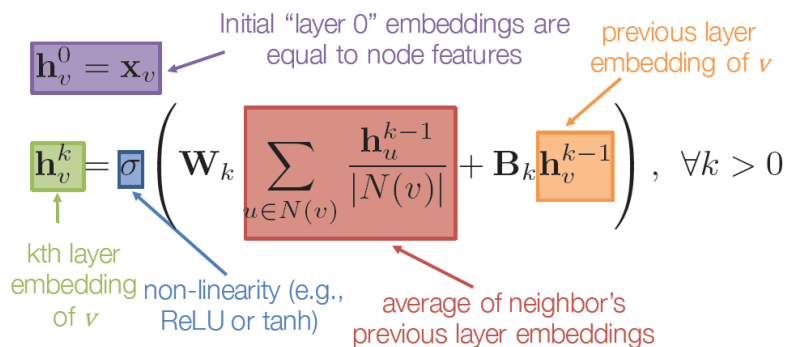 Initial “layer 0” embeddings are
equal to node features
previous layer
embedding of v
h_v^0 = x_v
h_v^k = σ ( W_k ∑_{u∈N(v)} h_u^{k−1} / |N(v)| + B_k h_v^{k−1} ) , ∀k > 0
kth layer
embedding
of v
non-linearity (e.g.,
ReLU or tanh)
average of neighbor’s
previous layer embeddings